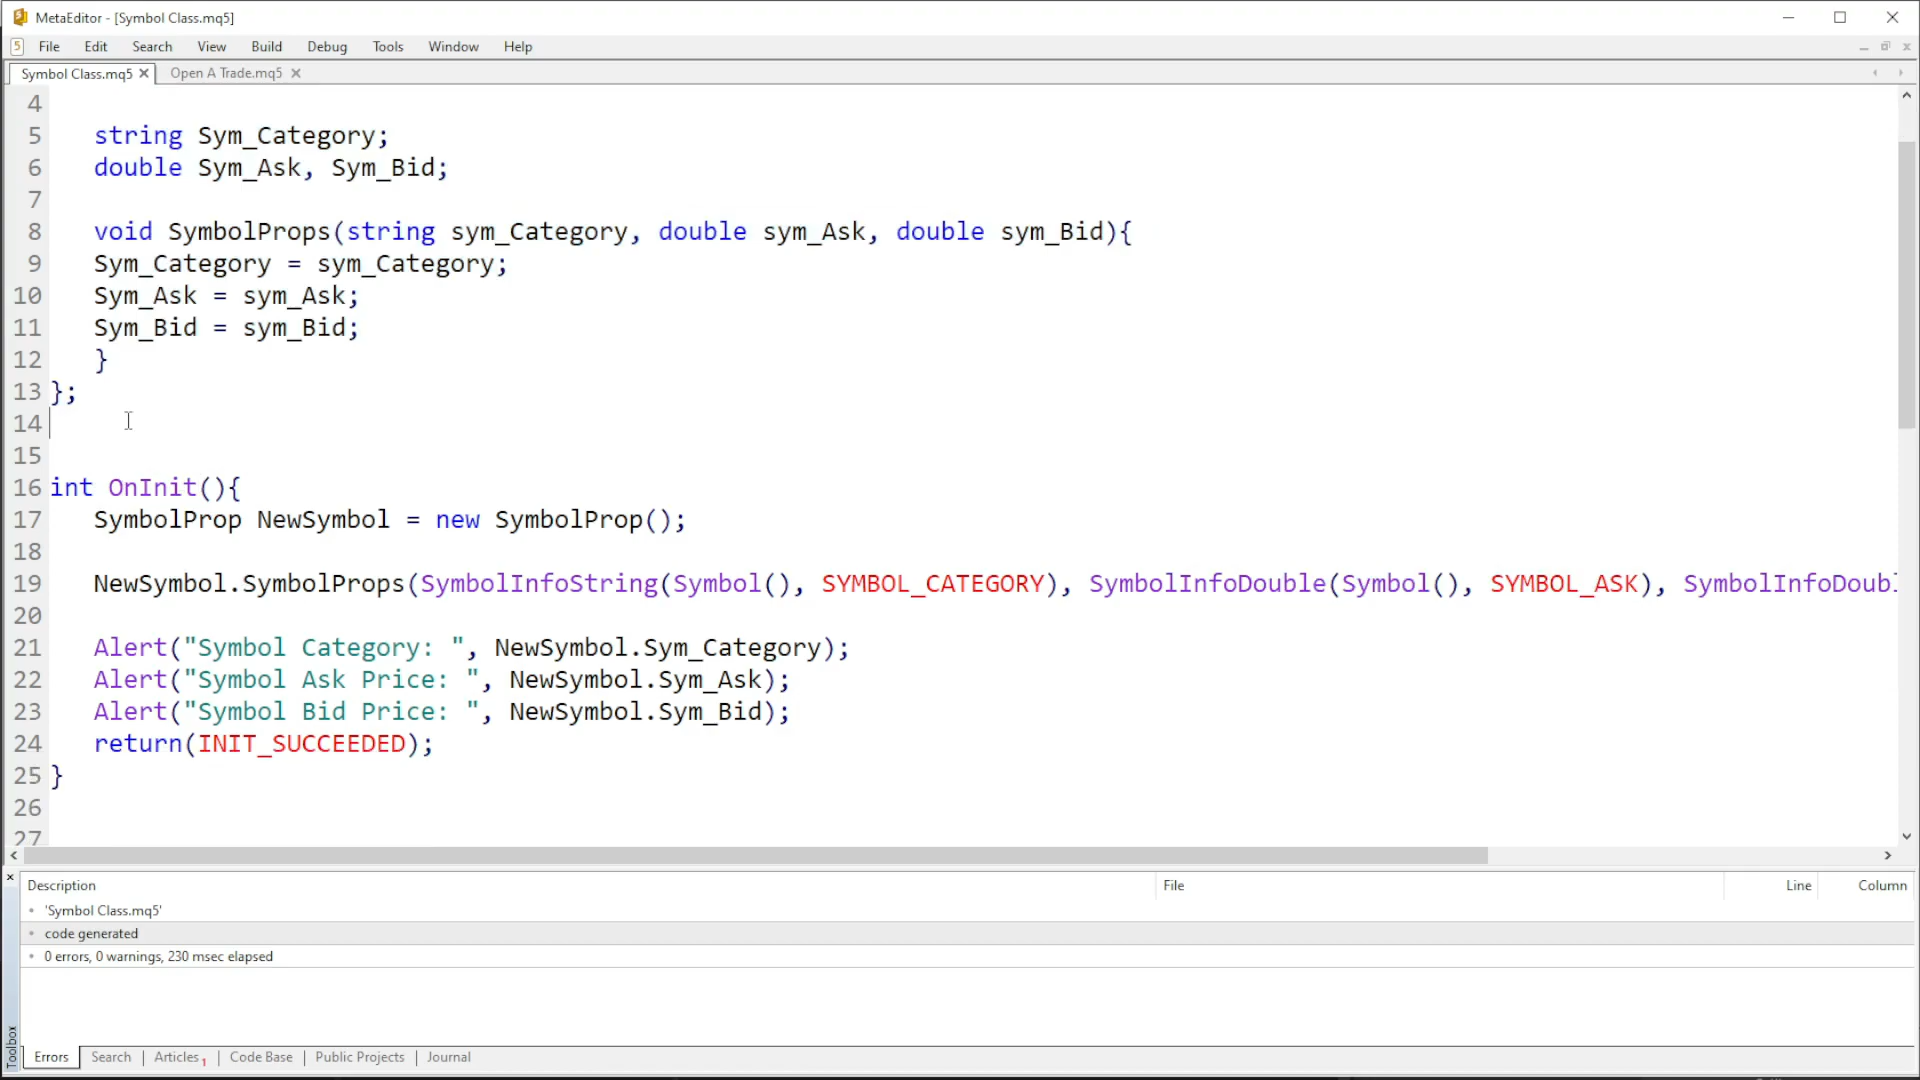 MetaEditor - [Symbol Class.mq5]
5 File Edit Search View Build Debug Tools Window Help
Symbol Class.mq5 Open A Trade.mq5
4
5 string Sym_Category;
6 double Sym_Ask, Sym_Bid;
7
8 void SymbolProps(string sym_Category, double sym_Ask, double sym_Bid){
9 Sym_Category = sym_Category;
10 Sym_Ask = sym_Ask;
11 Sym_Bid = sym_Bid;
12 }
13 };
14
15
16 int OnInit(){
17 SymbolProp NewSymbol = new SymbolProp();
18
19 NewSymbol.SymbolProps(SymbolInfoString(Symbol(), SYMBOL_CATEGORY), SymbolInfoDouble(Symbol(), SYMBOL_ASK), SymbolInfoDoubl
20
21 Alert("Symbol Category: ", NewSymbol.Sym_Category);
22 Alert("Symbol Ask Price: ", NewSymbol.Sym_Ask);
23 Alert("Symbol Bid Price: ", NewSymbol.Sym_Bid);
24 return(INIT_SUCCEEDED);
25 }
26
27
Description File Line Column
'Symbol Class.mq5'
code generated
0 errors, 0 warnings, 230 msec elapsed
Toolbox
Errors | Search | Articles 1 | Code Base | Public Projects | Journal